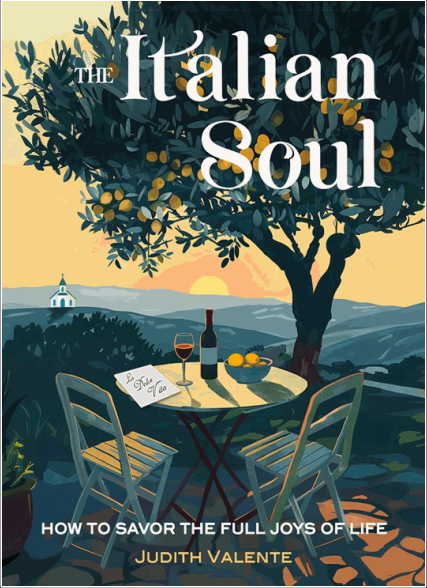 THE Italian
Soul
La
Dolce
Vita
HOW TO SAVOR THE FULL JOYS OF LIFE
JUDITH VALENTE